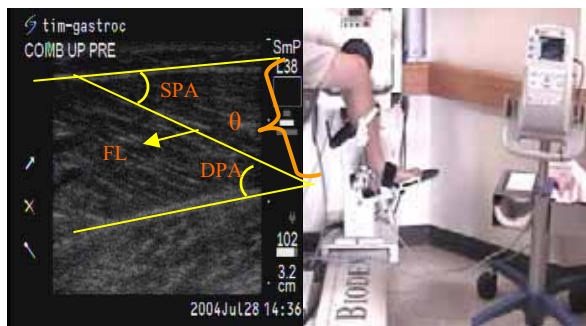 tim-gastroc
COMB UP PRE
SmP
L38
SPA
θ
FL
DPA
102
3.2
cm
2004Jul28 14:36
BIODEX